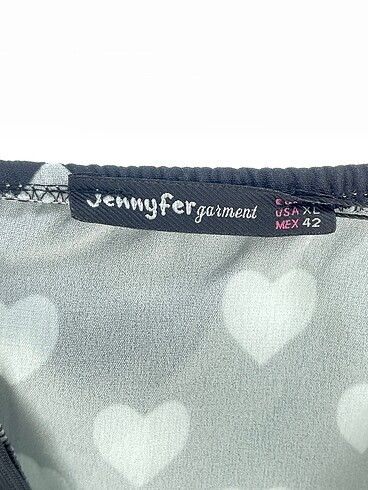 Jennyfer garment
USA XL
MEX 42